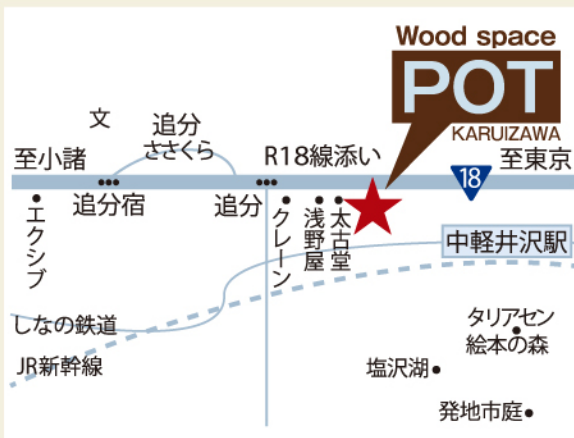 Wood space
POT
KARUIZAWA
文
追分
ささくら
至小諸
R18線添い
18
至東京
追分宿
追分
エクシブ
クレーン
浅野屋
太古堂
中軽井沢駅
しなの鉄道
JR新幹線
タリアセン
絵本の森
塩沢湖
発地市庭